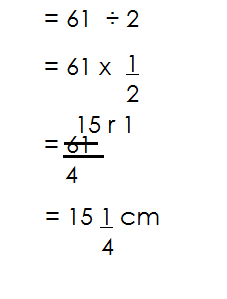 = 61 ÷ 2
= 61 x 1
2
15 r 1
= 61
4
= 15 1 cm
4